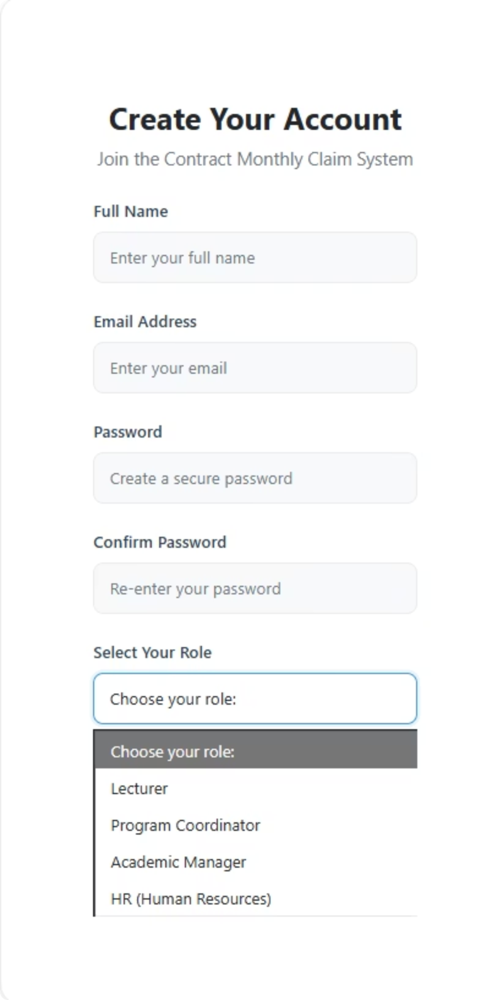 Create Your Account
Join the Contract Monthly Claim System
Full Name
Enter your full name
Email Address
Enter your email
Password
Create a secure password
Confirm Password
Re-enter your password
Select Your Role
Choose your role:
Choose your role:
Lecturer
Program Coordinator
Academic Manager
HR (Human Resources)